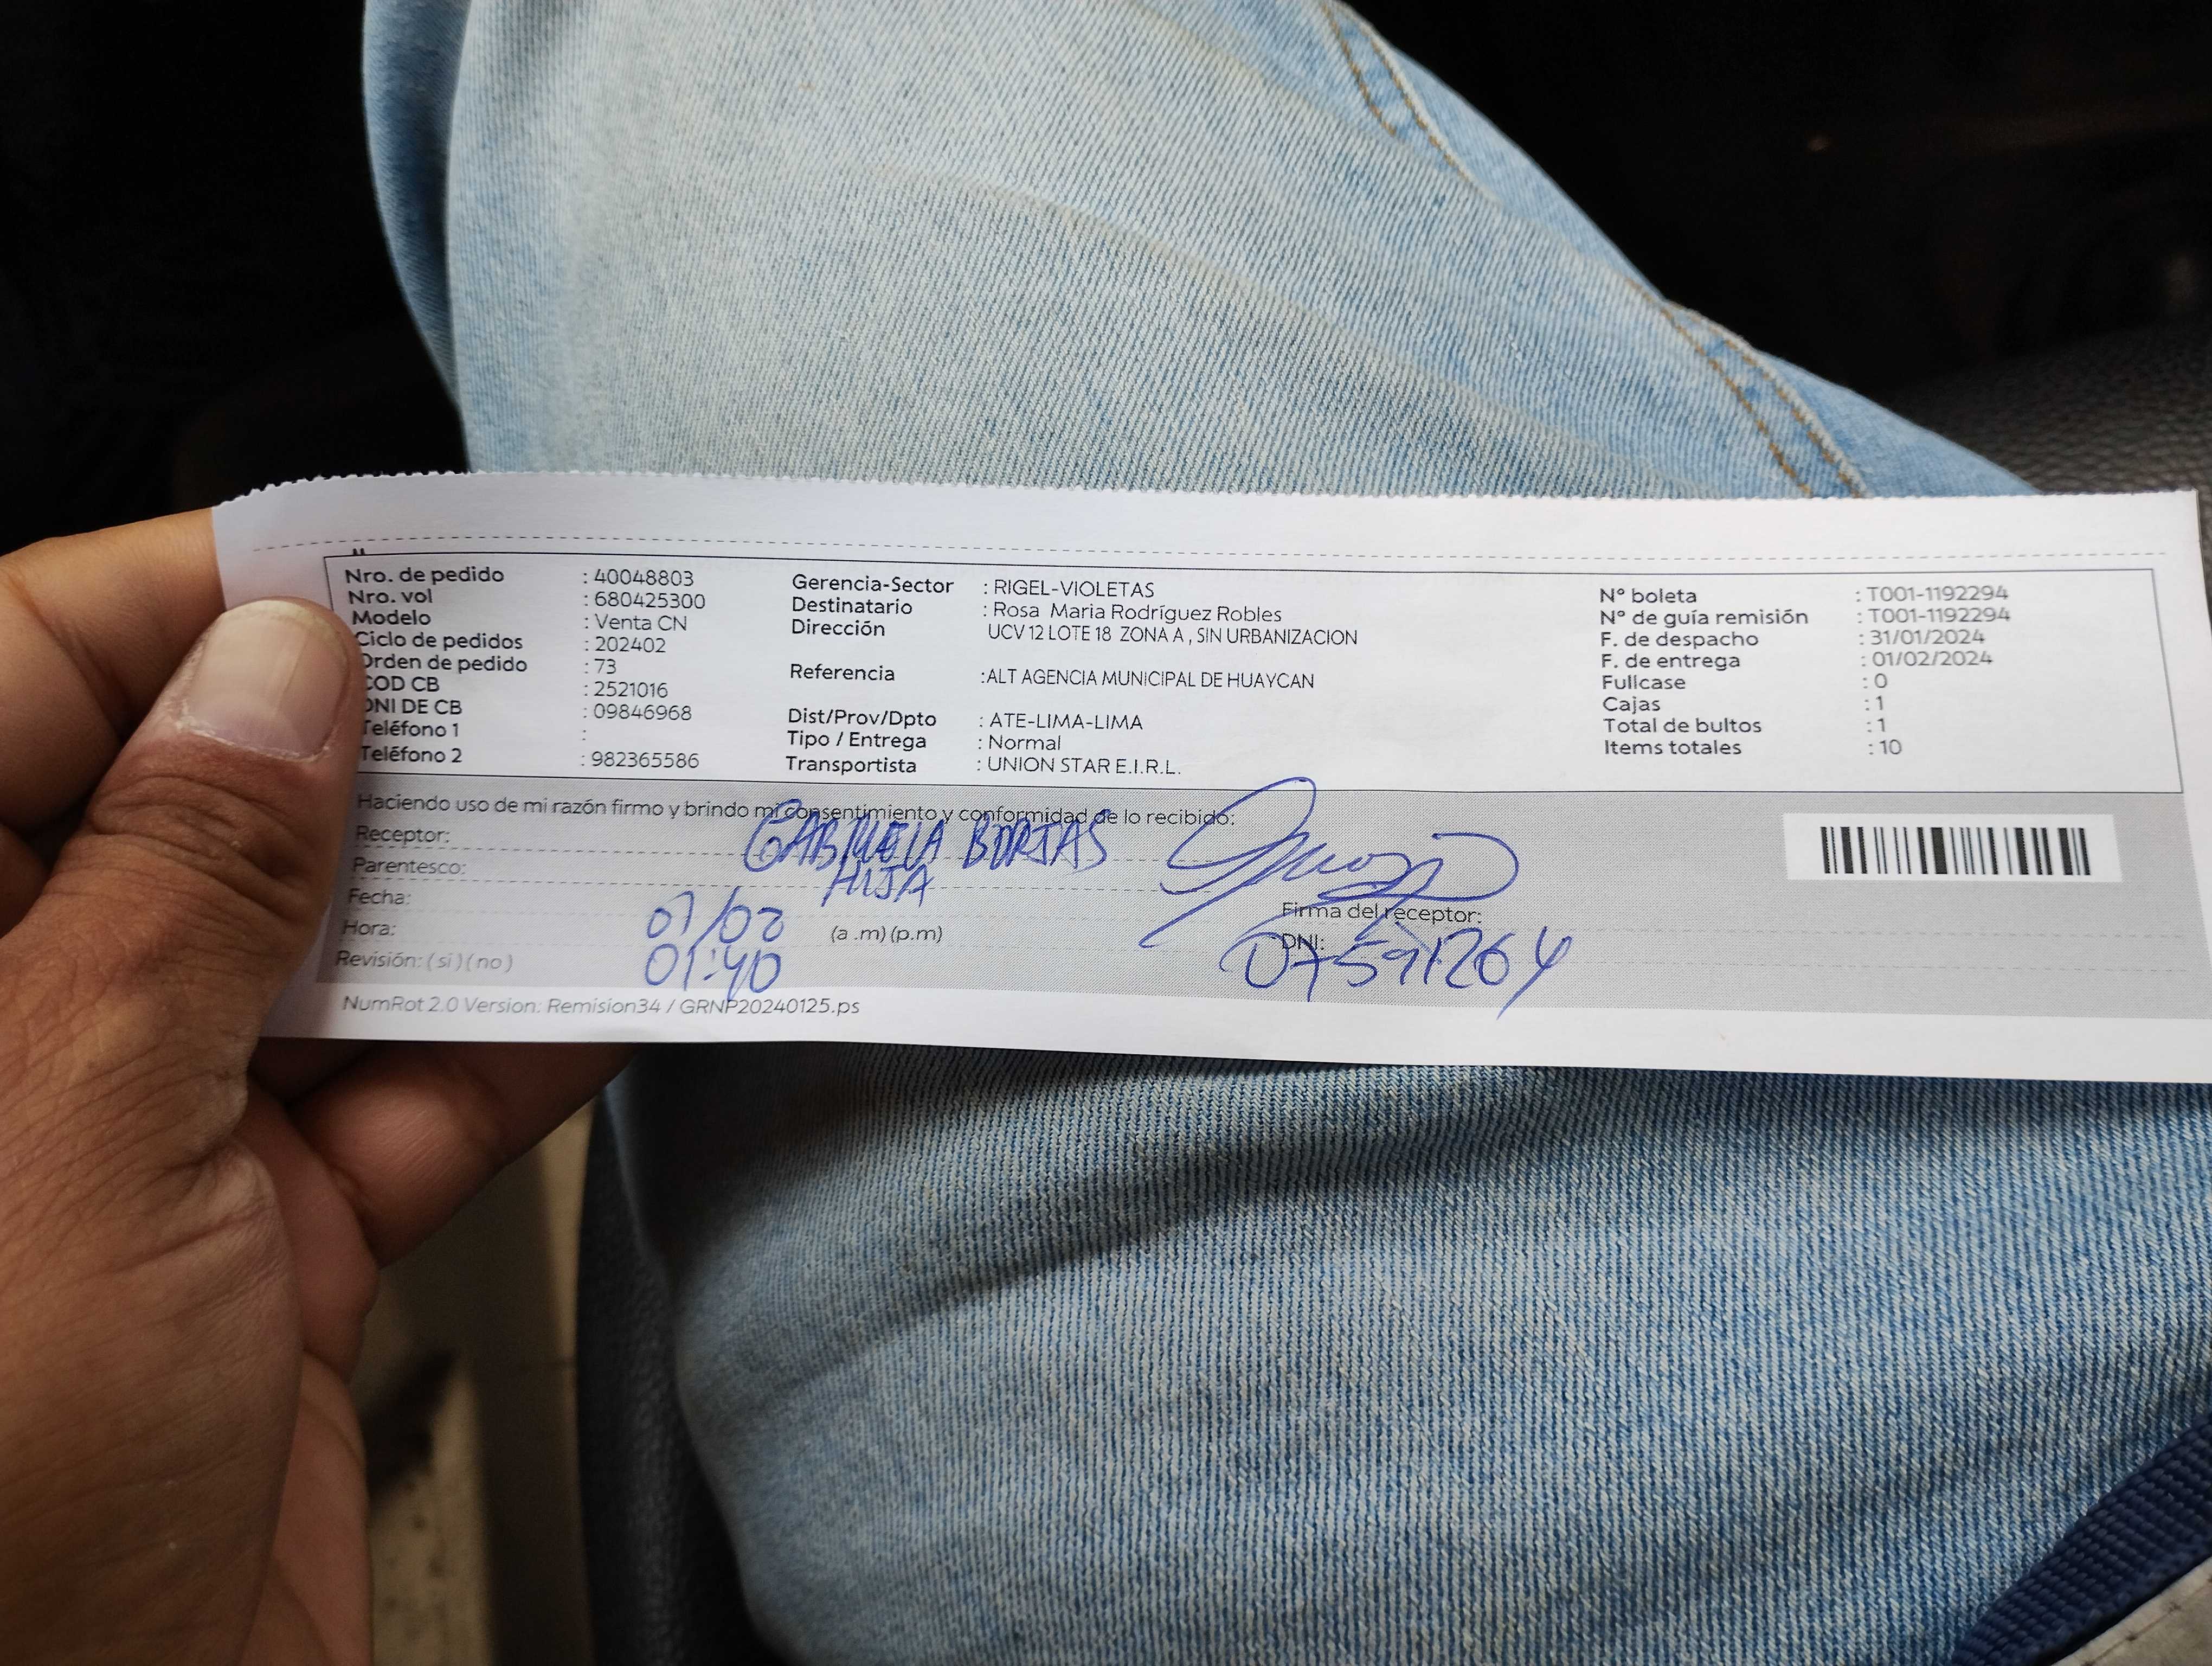 Nro. de pedido : 40048803
Nro. vol : 680425300
Modelo : Venta CN
Ciclo de pedidos : 202402
Orden de pedido : 73
COD CB : 2521016
DNI DE CB : 09846968
Teléfono 1 :
Teléfono 2 : 982365586
Gerencia-Sector : RIGEL-VIOLETAS
Destinatario : Rosa Maria Rodríguez Robles
Dirección UCV 12 LOTE 18 ZONA A , SIN URBANIZACION
Referencia :ALT AGENCIA MUNICIPAL DE HUAYCAN
Dist/Prov/Dpto : ATE-LIMA-LIMA
Tipo / Entrega : Normal
Transportista : UNION STAR E.I.R.L.
Nº boleta : T001-1192294
Nº de guía remisión : T001-1192294
F. de despacho : 31/01/2024
F. de entrega : 01/02/2024
Fullcase : 0
Cajas : 1
Total de bultos : 1
Items totales : 10
Haciendo uso de mi razón firmo y brindo mi consentimiento y conformidad de lo recibido:
Receptor: GABRIELA BORJAS
Parentesco: HIJA
Fecha: 01/02
Hora: 01:40 (a .m) (p.m)
Revisión: ( si ) ( no )
Firma del receptor:
DNI: 07591264
NumRot 2.0 Version: Remision34 / GRNP20240125.ps